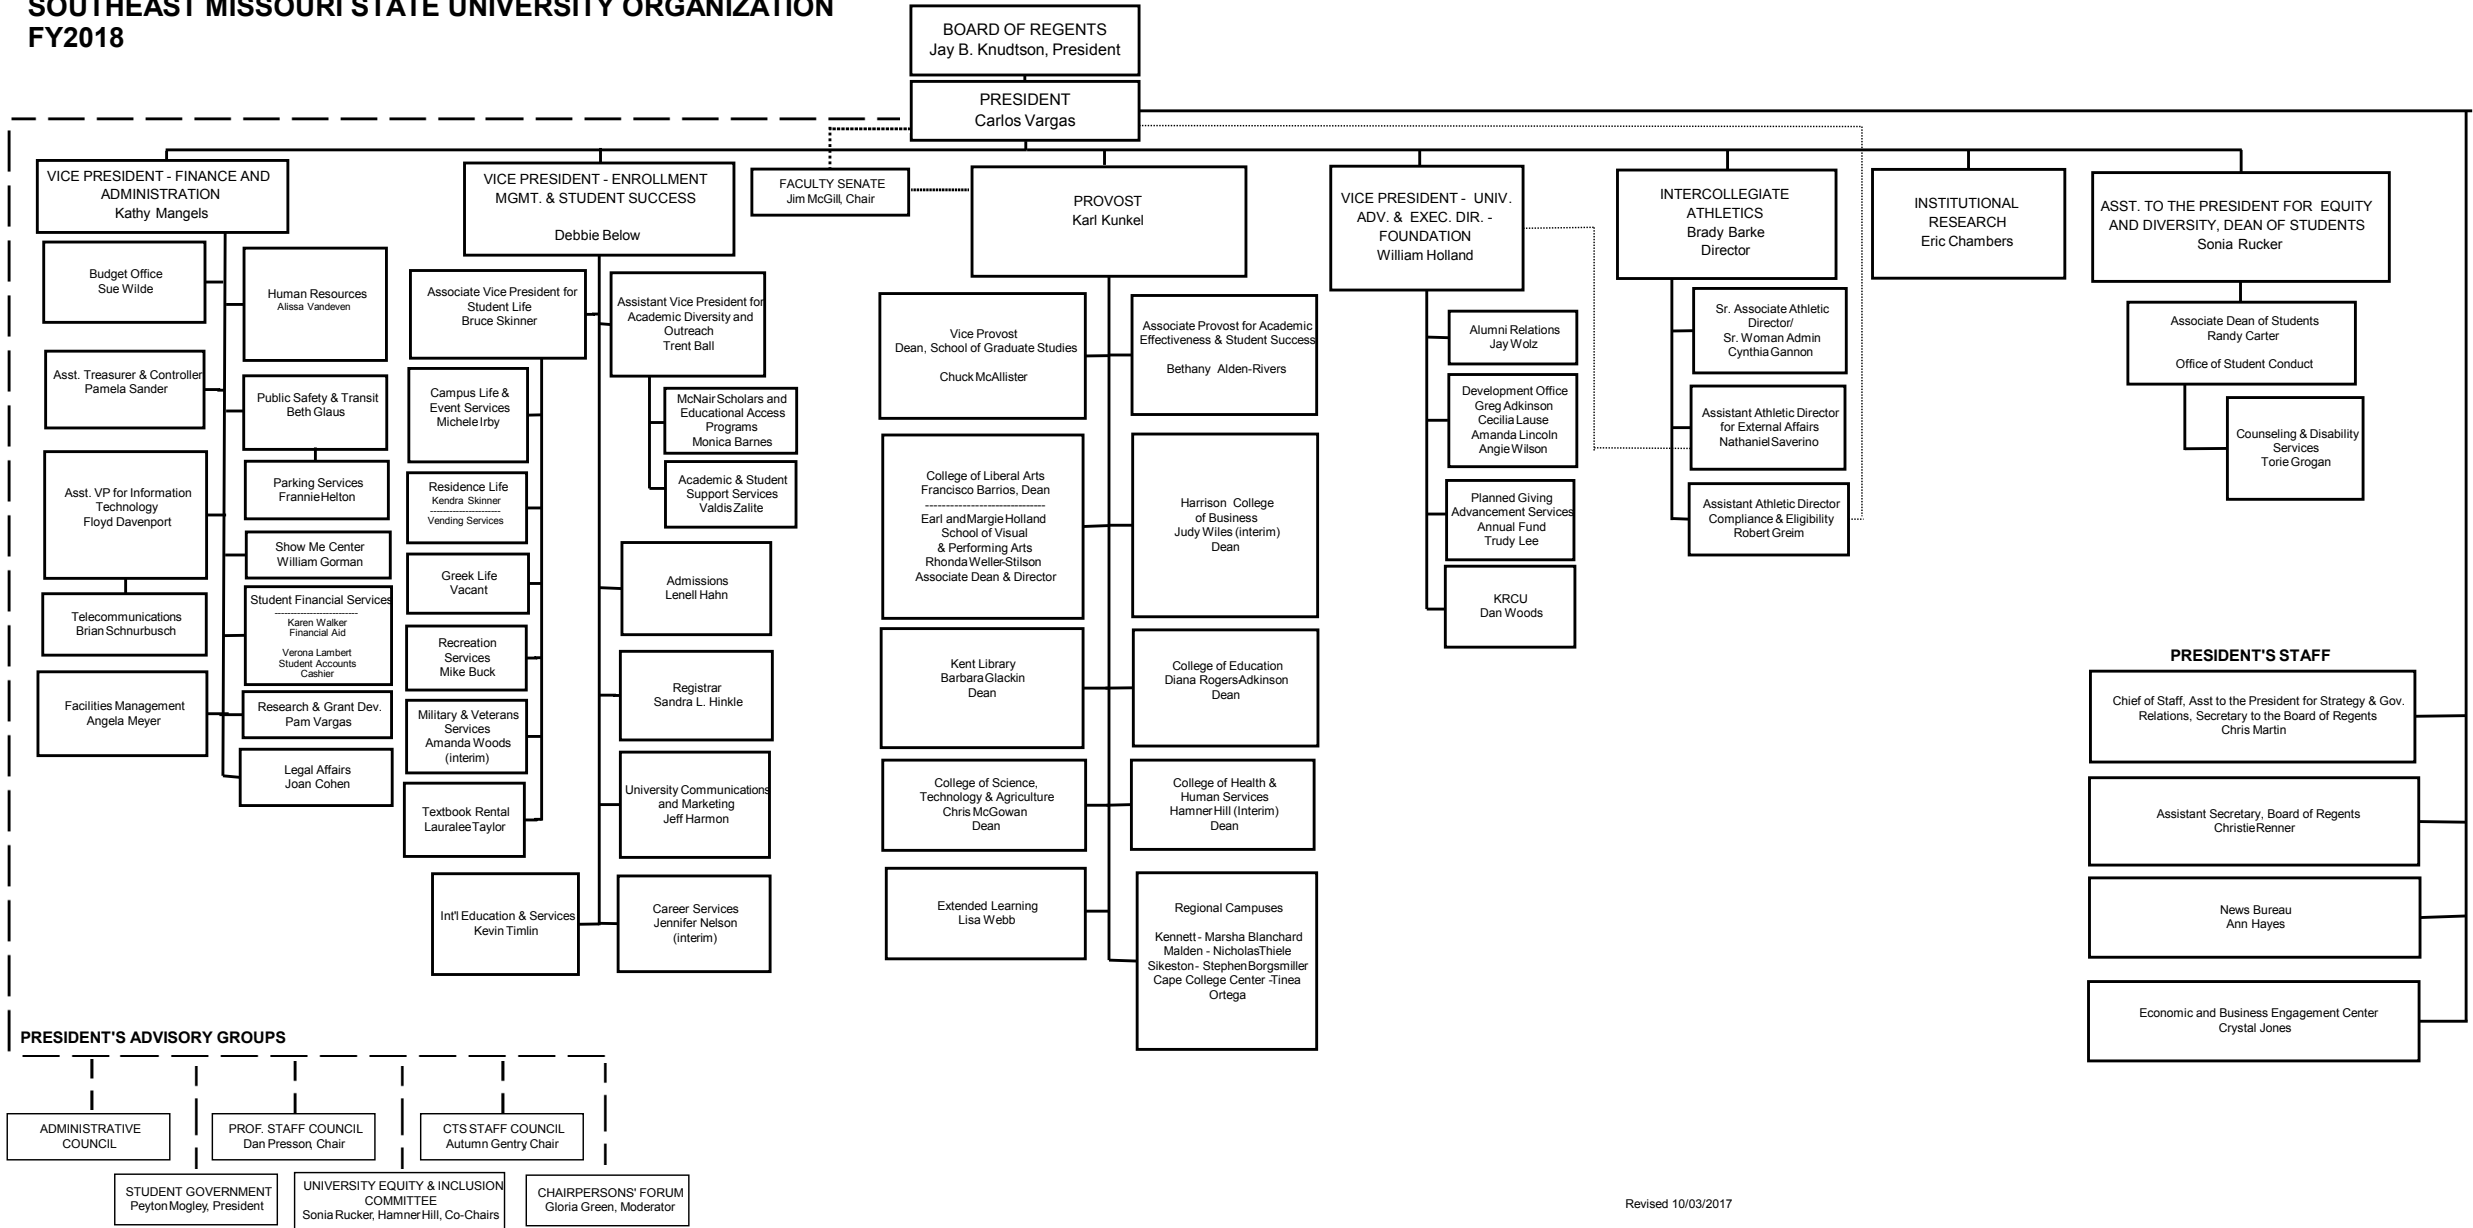 SOUTHEAST MISSOURI STATE UNIVERSITY ORGANIZATION
FY2018
BOARD OF REGENTS
Jay B. Knudtson, President
PRESIDENT
Carlos Vargas
VICE PRESIDENT - FINANCE AND
ADMINISTRATION
Kathy Mangels
VICE PRESIDENT - ENROLLMENT
MGMT. & STUDENT SUCCESS
Debbie Below
FACULTY SENATE
Jim McGill, Chair
PROVOST
Karl Kunkel
VICE PRESIDENT - UNIV.
ADV. & EXEC. DIR. -
FOUNDATION
William Holland
INTERCOLLEGIATE
ATHLETICS
Brady Barke
Director
INSTITUTIONAL
RESEARCH
Eric Chambers
ASST. TO THE PRESIDENT FOR EQUITY
AND DIVERSITY, DEAN OF STUDENTS
Sonia Rucker
Budget Office
Sue Wilde
Human Resources
Alissa Vandeven
Asst. Treasurer & Controller
Pamela Sander
Public Safety & Transit
Beth Glaus
Asst. VP for Information
Technology
Floyd Davenport
Parking Services
Frannie Helton
Show Me Center
William Gorman
Telecommunications
Brian Schnurbusch
Student Financial Services
--------------------------
Karen Walker
Financial Aid
Verona Lambert
Student Accounts
Cashier
Facilities Management
Angela Meyer
Research & Grant Dev.
Pam Vargas
Legal Affairs
Joan Cohen
Associate Vice President for
Student Life
Bruce Skinner
Assistant Vice President for
Academic Diversity and
Outreach
Trent Ball
Campus Life &
Event Services
Michele Irby
McNair Scholars and
Educational Access
Programs
Monica Barnes
Residence Life
Kendra Skinner
----------------------
Vending Services
Academic & Student
Support Services
Valdis Zalite
Greek Life
Vacant
Admissions
Lenell Hahn
Recreation
Services
Mike Buck
Registrar
Sandra L. Hinkle
Military & Veterans
Services
Amanda Woods
(interim)
Textbook Rental
Lauralee Taylor
University Communications
and Marketing
Jeff Harmon
Int'l Education & Services
Kevin Timlin
Career Services
Jennifer Nelson
(interim)
Vice Provost
Dean, School of Graduate Studies
Chuck McAllister
Associate Provost for Academic
Effectiveness & Student Success
Bethany Alden-Rivers
College of Liberal Arts
Francisco Barrios, Dean
-------------------------------
Earl and Margie Holland
School of Visual
& Performing Arts
Rhonda Weller-Stilson
Associate Dean & Director
Harrison College
of Business
Judy Wiles (interim)
Dean
Kent Library
Barbara Glackin
Dean
College of Education
Diana Rogers-Adkinson
Dean
College of Science,
Technology & Agriculture
Chris McGowan
Dean
College of Health &
Human Services
Hamner Hill (Interim)
Dean
Extended Learning
Lisa Webb
Regional Campuses
Kennett - Marsha Blanchard
Malden - Nicholas Thiele
Sikeston - Stephen Borgsmiller
Cape College Center - Tinea
Ortega
Alumni Relations
Jay Wolz
Development Office
Greg Adkinson
Cecilia Lause
Amanda Lincoln
Angie Wilson
Planned Giving
Advancement Services
Annual Fund
Trudy Lee
KRCU
Dan Woods
Sr. Associate Athletic
Director/
Sr. Woman Admin
Cynthia Gannon
Assistant Athletic Director
for External Affairs
Nathaniel Saverino
Assistant Athletic Director
Compliance & Eligibility
Robert Greim
Associate Dean of Students
Randy Carter
Office of Student Conduct
Counseling & Disability
Services
Torie Grogan
PRESIDENT'S STAFF
Chief of Staff, Asst to the President for Strategy & Gov.
Relations, Secretary to the Board of Regents
Chris Martin
Assistant Secretary, Board of Regents
Christie Renner
News Bureau
Ann Hayes
Economic and Business Engagement Center
Crystal Jones
PRESIDENT'S ADVISORY GROUPS
ADMINISTRATIVE
COUNCIL
PROF. STAFF COUNCIL
Dan Presson, Chair
CTS STAFF COUNCIL
Autumn Gentry, Chair
STUDENT GOVERNMENT
Peyton Mogley, President
UNIVERSITY EQUITY & INCLUSION
COMMITTEE
Sonia Rucker, Hamner Hill, Co-Chairs
CHAIRPERSONS' FORUM
Gloria Green, Moderator
Revised 10/03/2017